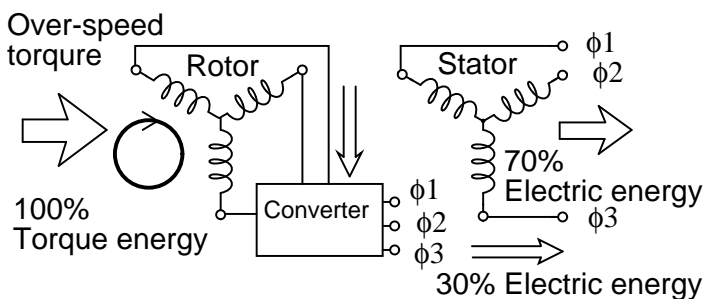 Over-speed
torqure
Rotor
Stator
ϕ1
ϕ2
100%
Torque energy
Converter
ϕ1
ϕ2
ϕ3
70%
Electric energy
ϕ3
30% Electric energy